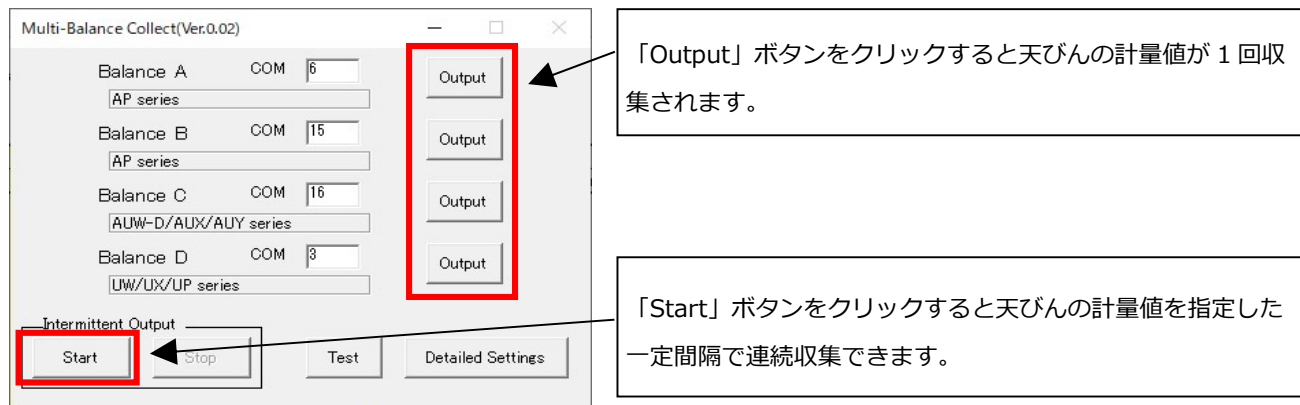 Multi-Balance Collect(Ver.0.02)
Balance A COM 6 Output
AP series
Balance B COM 15 Output
AP series
Balance C COM 16 Output
AUW-D/AUX/AUY series
Balance D COM 3 Output
UW/UX/UP series
Intermittent Output
Start Stop Test Detailed Settings
「Output」ボタンをクリックすると天びんの計量値が 1 回収
集されます。
「Start」ボタンをクリックすると天びんの計量値を指定した
一定間隔で連続収集できます。